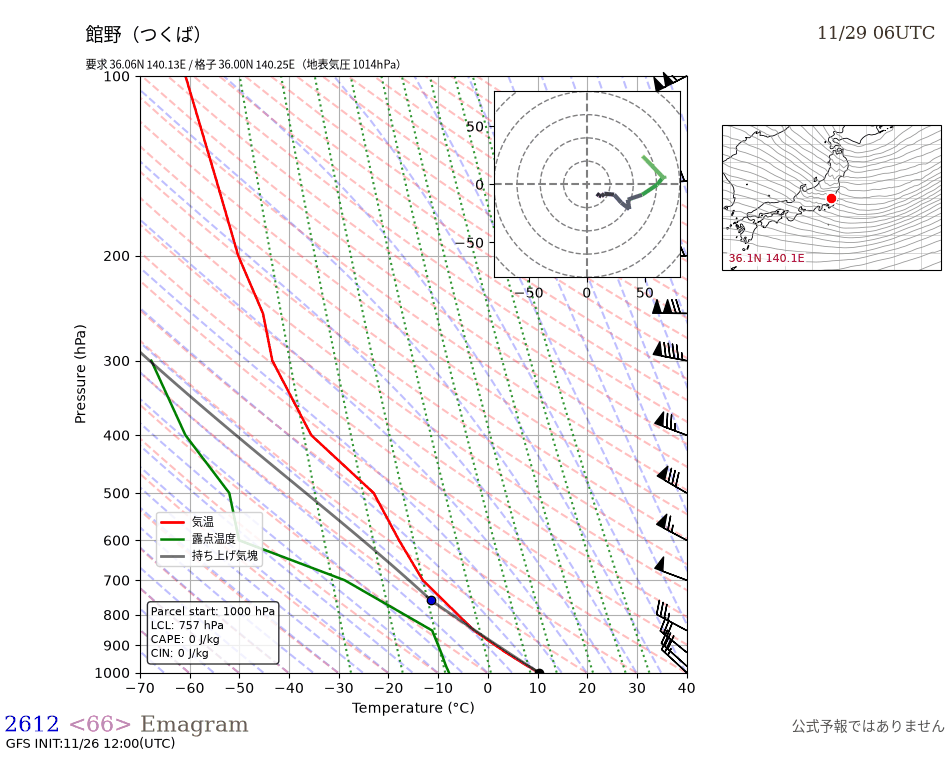 館野（つくば）
11/29 06UTC
要求 36.06N 140.13E / 格子 36.00N 140.25E（地表気圧 1014hPa）
100
200
300
400
500
600
700
800
900
1000
Pressure (hPa)
50
0
−50
−50 0 50
36.1N 140.1E
気温
露点温度
持ち上げ気塊
Parcel start: 1000 hPa
LCL: 757 hPa
CAPE: 0 J/kg
CIN: 0 J/kg
−70 −60 −50 −40 −30 −20 −10 0 10 20 30 40
Temperature (°C)
2612 <66> Emagram
公式予報ではありません
GFS INIT:11/26 12:00(UTC)